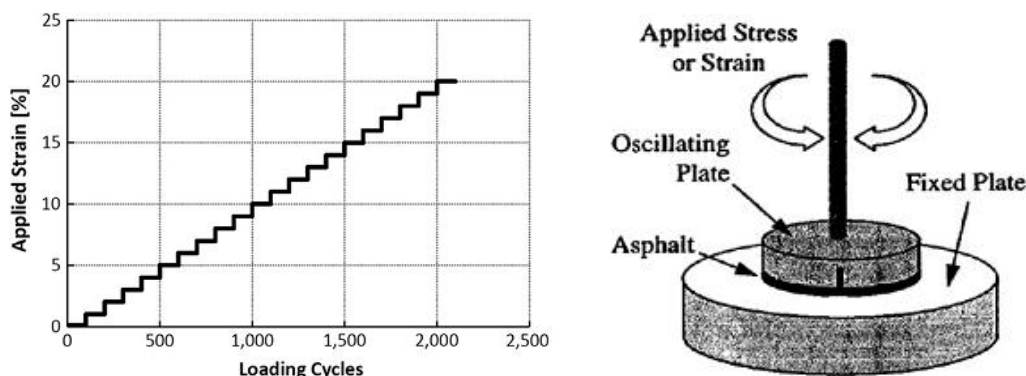 25
20
15
10
5
0
Applied Strain [%]
0 500 1,000 1,500 2,000 2,500
Loading Cycles
Applied Stress
or Strain
Oscillating
Plate
Fixed Plate
Asphalt